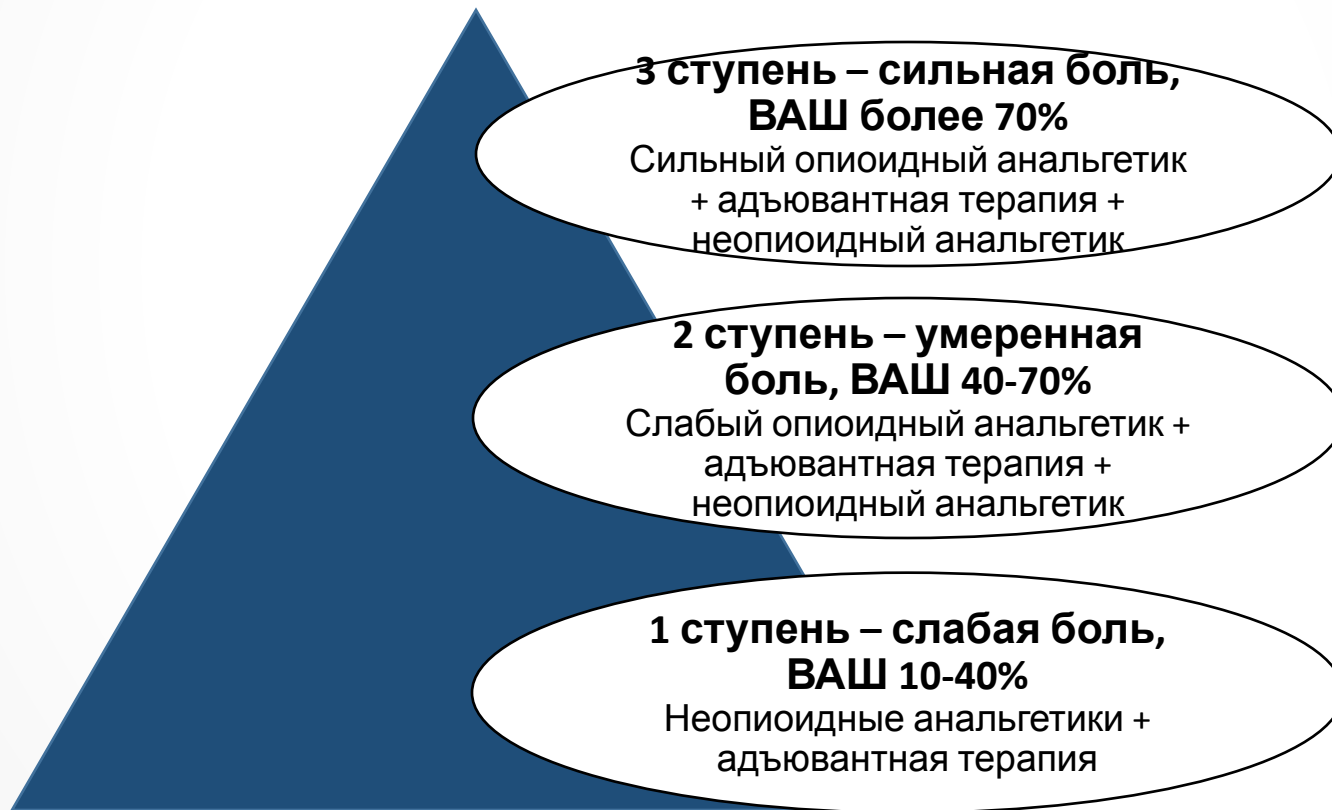 3 ступень – сильная боль,
ВАШ более 70%
Сильный опиоидный анальгетик
+ адъювантная терапия +
неопиоидный анальгетик
2 ступень – умеренная
боль, ВАШ 40-70%
Слабый опиоидный анальгетик +
адъювантная терапия +
неопиоидный анальгетик
1 ступень – слабая боль,
ВАШ 10-40%
Неопиоидные анальгетики +
адъювантная терапия